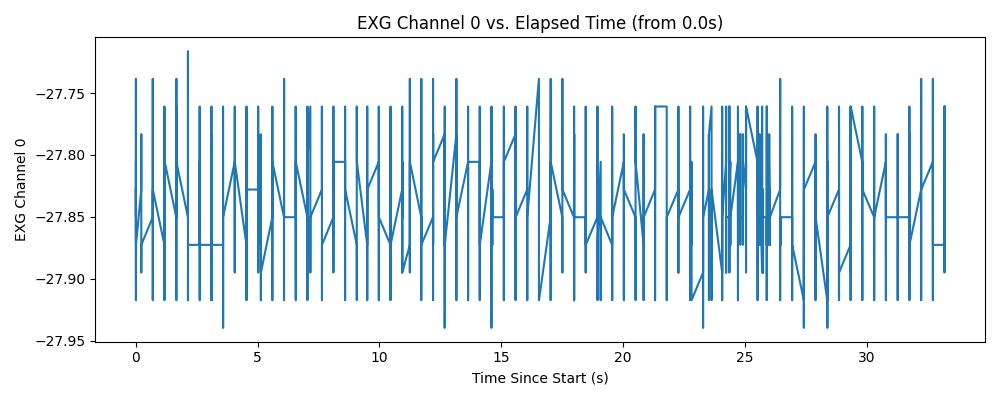 EXG Channel 0 vs. Elapsed Time (from 0.0s)
EXG Channel 0
−27.75
−27.80
−27.85
−27.90
−27.95
0 5 10 15 20 25 30
Time Since Start (s)